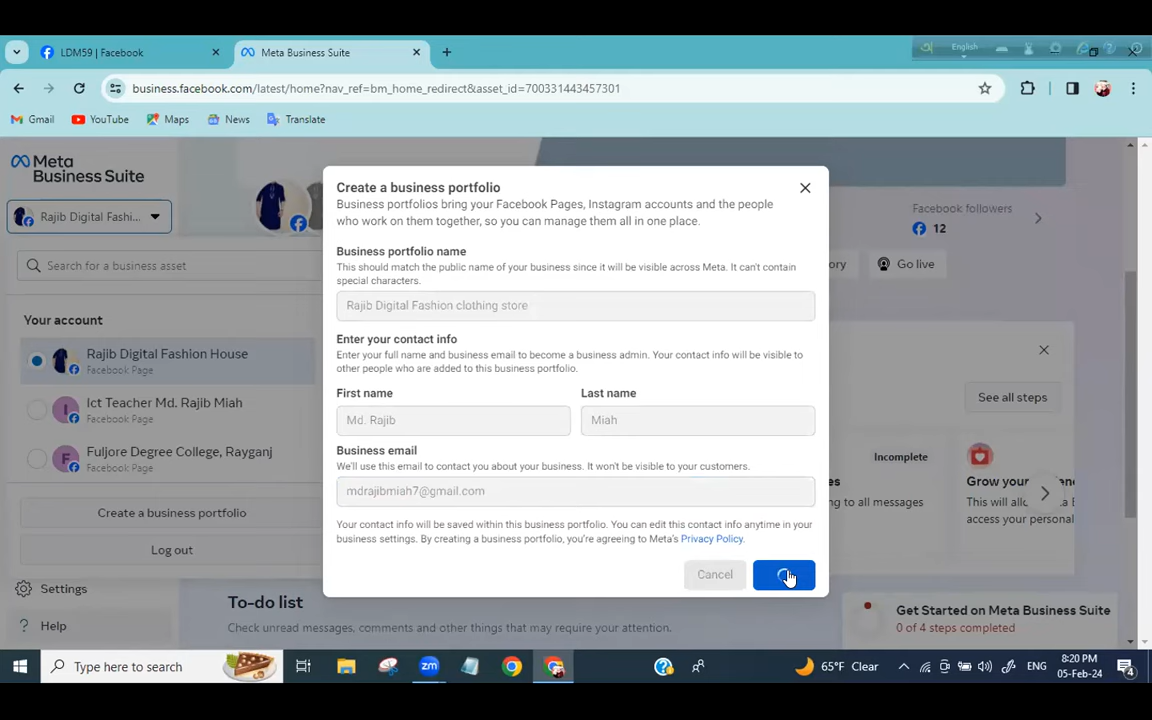 LDM59 | Facebook
Meta Business Suite
English
business.facebook.com/latest/home?nav_ref=bm_home_redirect&asset_id=700331443457301
Gmail
YouTube
Maps
News
Translate
Meta
Business Suite
Rajib Digital Fashi...
Search for a business asset
Your account
Rajib Digital Fashion House
Facebook Page
Ict Teacher Md. Rajib Miah
Facebook Page
Fuljore Degree College, Rayganj
Facebook Page
Create a business portfolio
Log out
Settings
Help
Create a business portfolio
Business portfolios bring your Facebook Pages, Instagram accounts and the people
who work on them together, so you can manage them all in one place.
Business portfolio name
This should match the public name of your business since it will be visible across Meta. It can't contain
special characters.
Rajib Digital Fashion clothing store
Enter your contact info
Enter your full name and business email to become a business admin. Your contact info will be visible to
other people who are added to this business portfolio.
First name
Last name
Md. Rajib
Miah
Business email
We'll use this email to contact you about your business. It won't be visible to your customers.
mdrajibmiah7@gmail.com
Your contact info will be saved within this business portfolio. You can edit this contact info anytime in your
business settings. By creating a business portfolio, you're agreeing to Meta's Privacy Policy.
Cancel
Facebook followers
12
ory
Go live
See all steps
Incomplete
es
ting to all messages
Grow your
enc
This will allow
E
access your personal
To-do list
Check unread messages, comments and other things that may require your attention.
Get Started on Meta Business Suite
0 of 4 steps completed
Type here to search
zm
65°F Clear
ENG
8:20 PM
05-Feb-24
4